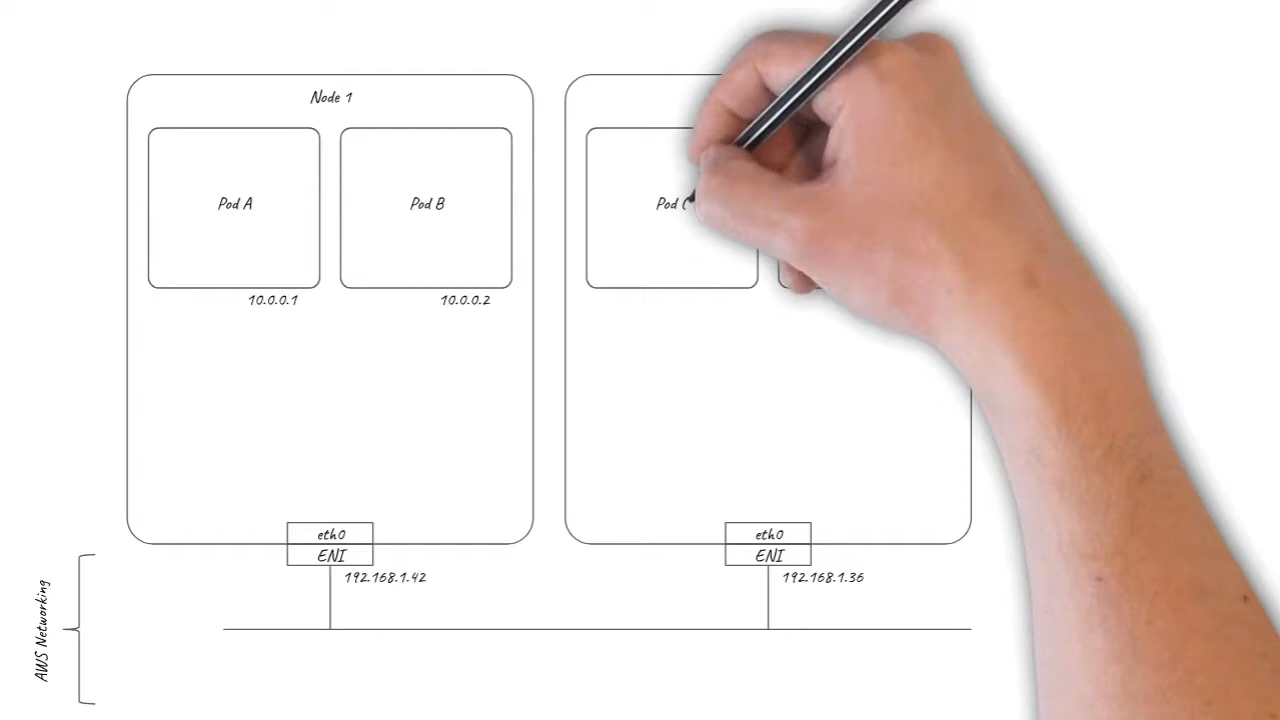 Node 1
Pod A
Pod B
Pod C
10.0.0.1
10.0.0.2
eth0
ENI
192.168.1.42
eth0
ENI
192.168.1.36
AWS Networking